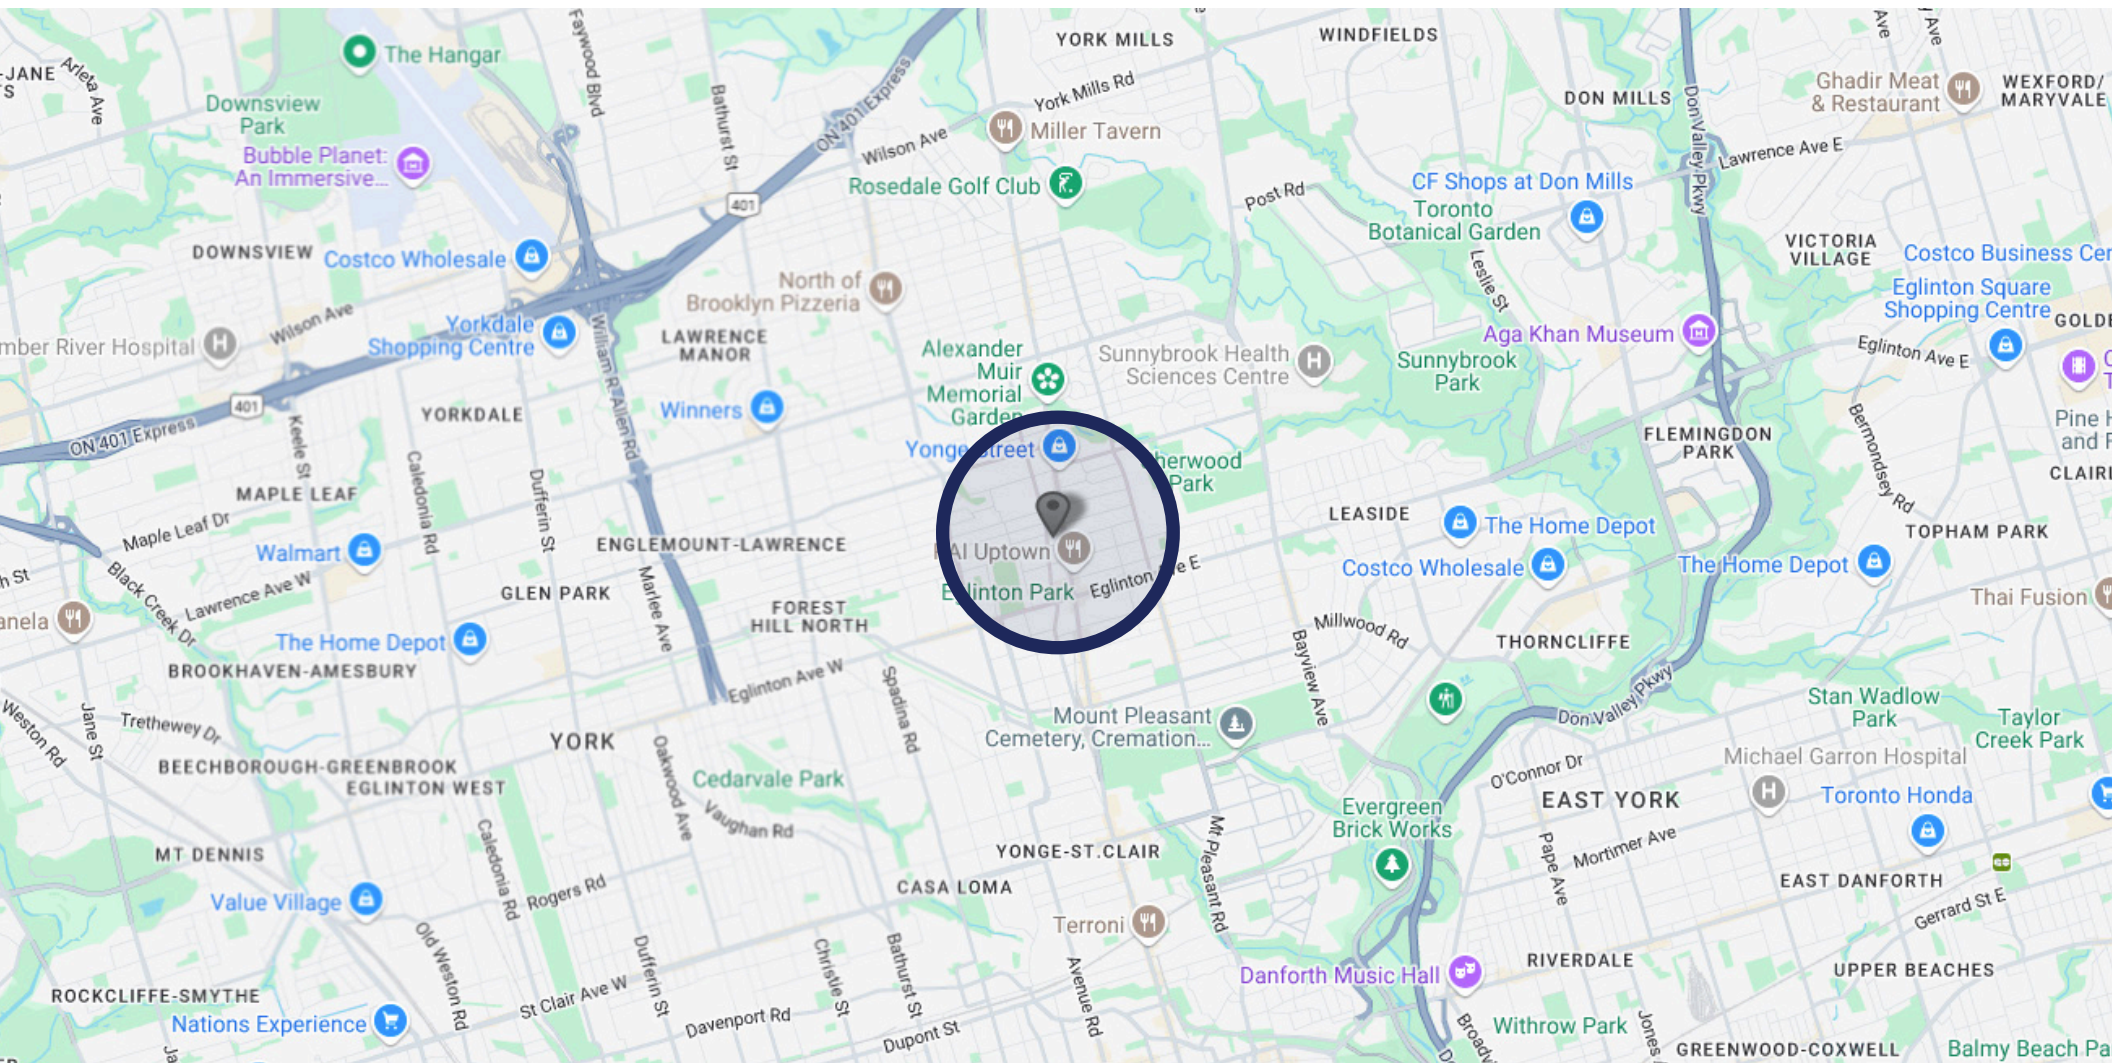 YORK MILLS
WINDFIELDS
-JANE
TS
Arleta Ave
The Hangar
Faywood Blvd
Bathurst St
ON 401 Express
York Mills Rd
DON MILLS
Don Valley Pkwy
Ghadir Meat
& Restaurant
WEXFORD/
MARYVALE
Ave
y Ave
Downsview
Park
Wilson Ave
Miller Tavern
Lawrence Ave E
Bubble Planet:
An Immersive...
Rosedale Golf Club
Post Rd
CF Shops at Don Mills
Toronto
Botanical Garden
401
DOWNSVIEW
Costco Wholesale
North of
Brooklyn Pizzeria
Leslie St
VICTORIA
VILLAGE
Costco Business Cer
Eglinton Square
Shopping Centre
GOLDE
mber River Hospital
Wilson Ave
Yorkdale
Shopping Centre
William R. Allen Rd
LAWRENCE
MANOR
Alexander
Muir
Memorial
Garden
Sunnybrook Health
Sciences Centre
Sunnybrook
Park
Aga Khan Museum
Eglinton Ave E
C
T
401
ON 401 Express
Keele St
YORKDALE
Winners
Yonge Street
Sherwood
Park
FLEMINGDON
PARK
Bermondsey Rd
Pine H
and F
CLAIRL
MAPLE LEAF
Caledonia Rd
Dufferin St
LEASIDE
The Home Depot
TOPHAM PARK
Maple Leaf Dr
Walmart
ENGLEMOUNT-LAWRENCE
PAI Uptown
Costco Wholesale
The Home Depot
h St
Black Creek Dr
Lawrence Ave W
GLEN PARK
Marlee Ave
FOREST
HILL NORTH
Eglinton Park
Eglinton Ave E
Thai Fusion
anela
The Home Depot
Bayview Ave
Millwood Rd
THORNCLIFFE
BROOKHAVEN-AMESBURY
Eglinton Ave W
Spadina Rd
Don Valley Pkwy
Stan Wadlow
Park
Weston Rd
Jane St
Trethewey Dr
Mount Pleasant
Cemetery, Cremation...
Taylor
Creek Park
YORK
Oakwood Ave
BEECHBOROUGH-GREENBROOK
EGLINTON WEST
Cedarvale Park
O'Connor Dr
Michael Garron Hospital
EAST YORK
Toronto Honda
Vaughan Rd
Evergreen
Brick Works
Mt Pleasant Rd
Pape Ave
Mortimer Ave
MT DENNIS
Caledonia Rd
YONGE-ST.CLAIR
CASA LOMA
EAST DANFORTH
Value Village
Rogers Rd
Terroni
Gerrard St E
Old Weston Rd
Dufferin St
Christie St
Bathurst St
Avenue Rd
Danforth Music Hall
RIVERDALE
UPPER BEACHES
ROCKCLIFFE-SMYTHE
St Clair Ave W
Nations Experience
Davenport Rd
Dupont St
Broadv
Withrow Park
Jones
GREENWOOD-COXWELL
Balmy Beach Pa
Ja
D